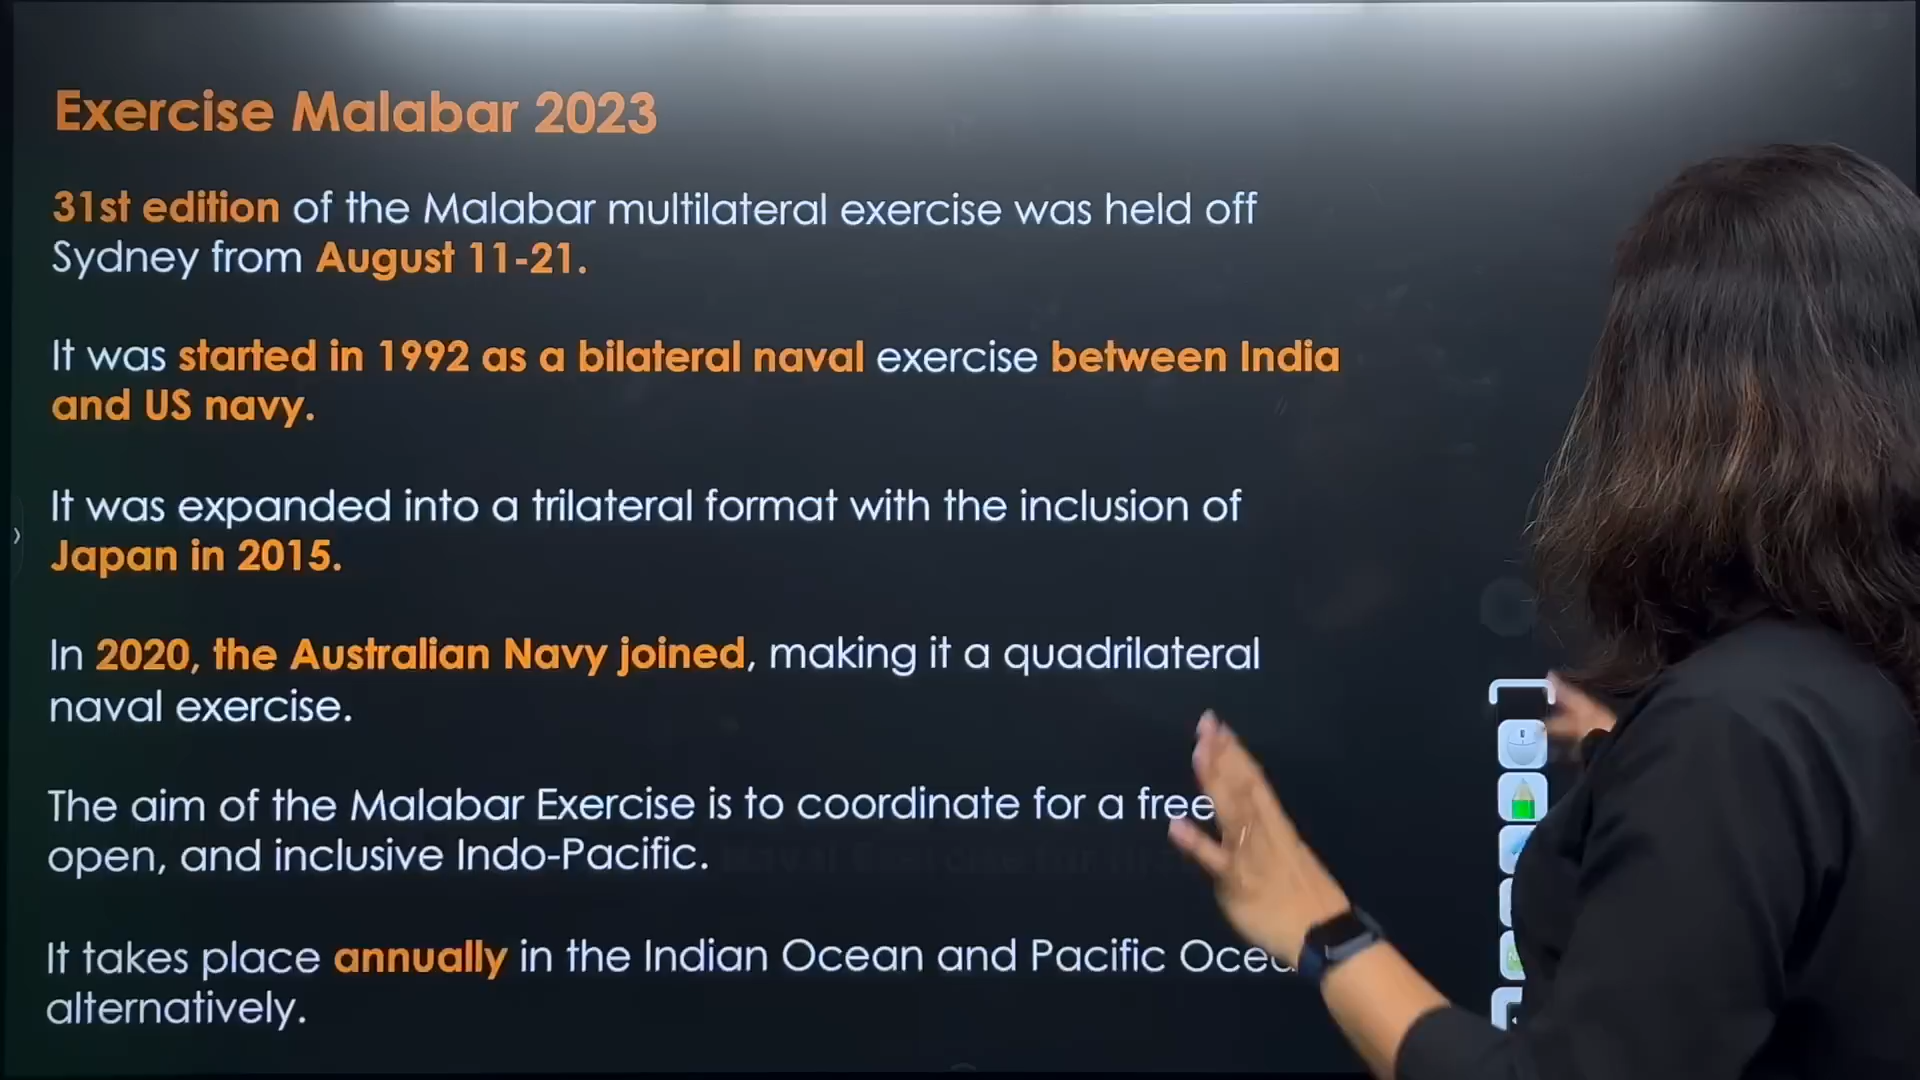 Exercise Malabar 2023
31st edition of the Malabar multilateral exercise was held off
Sydney from August 11-21.
It was started in 1992 as a bilateral naval exercise between India
and US navy.
It was expanded into a trilateral format with the inclusion of
Japan in 2015.
In 2020, the Australian Navy joined, making it a quadrilateral
naval exercise.
The aim of the Malabar Exercise is to coordinate for a free
open, and inclusive Indo-Pacific.
It takes place annually in the Indian Ocean and Pacific
alternatively.